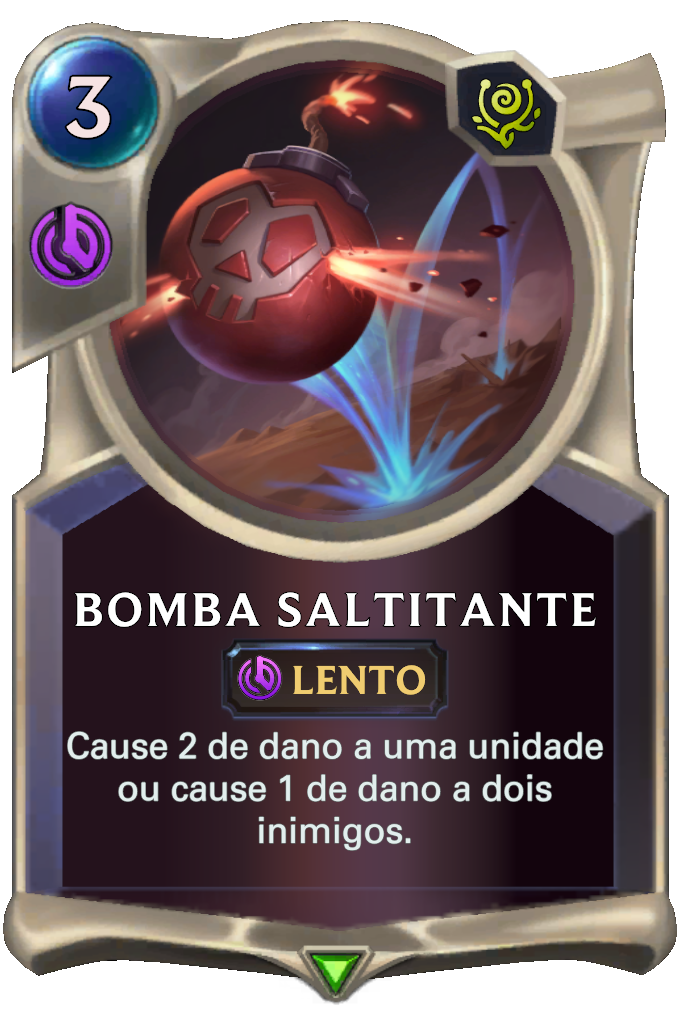 3
BOMBA SALTITANTE
LENTO
Cause 2 de dano a uma unidade
ou cause 1 de dano a dois
inimigos.